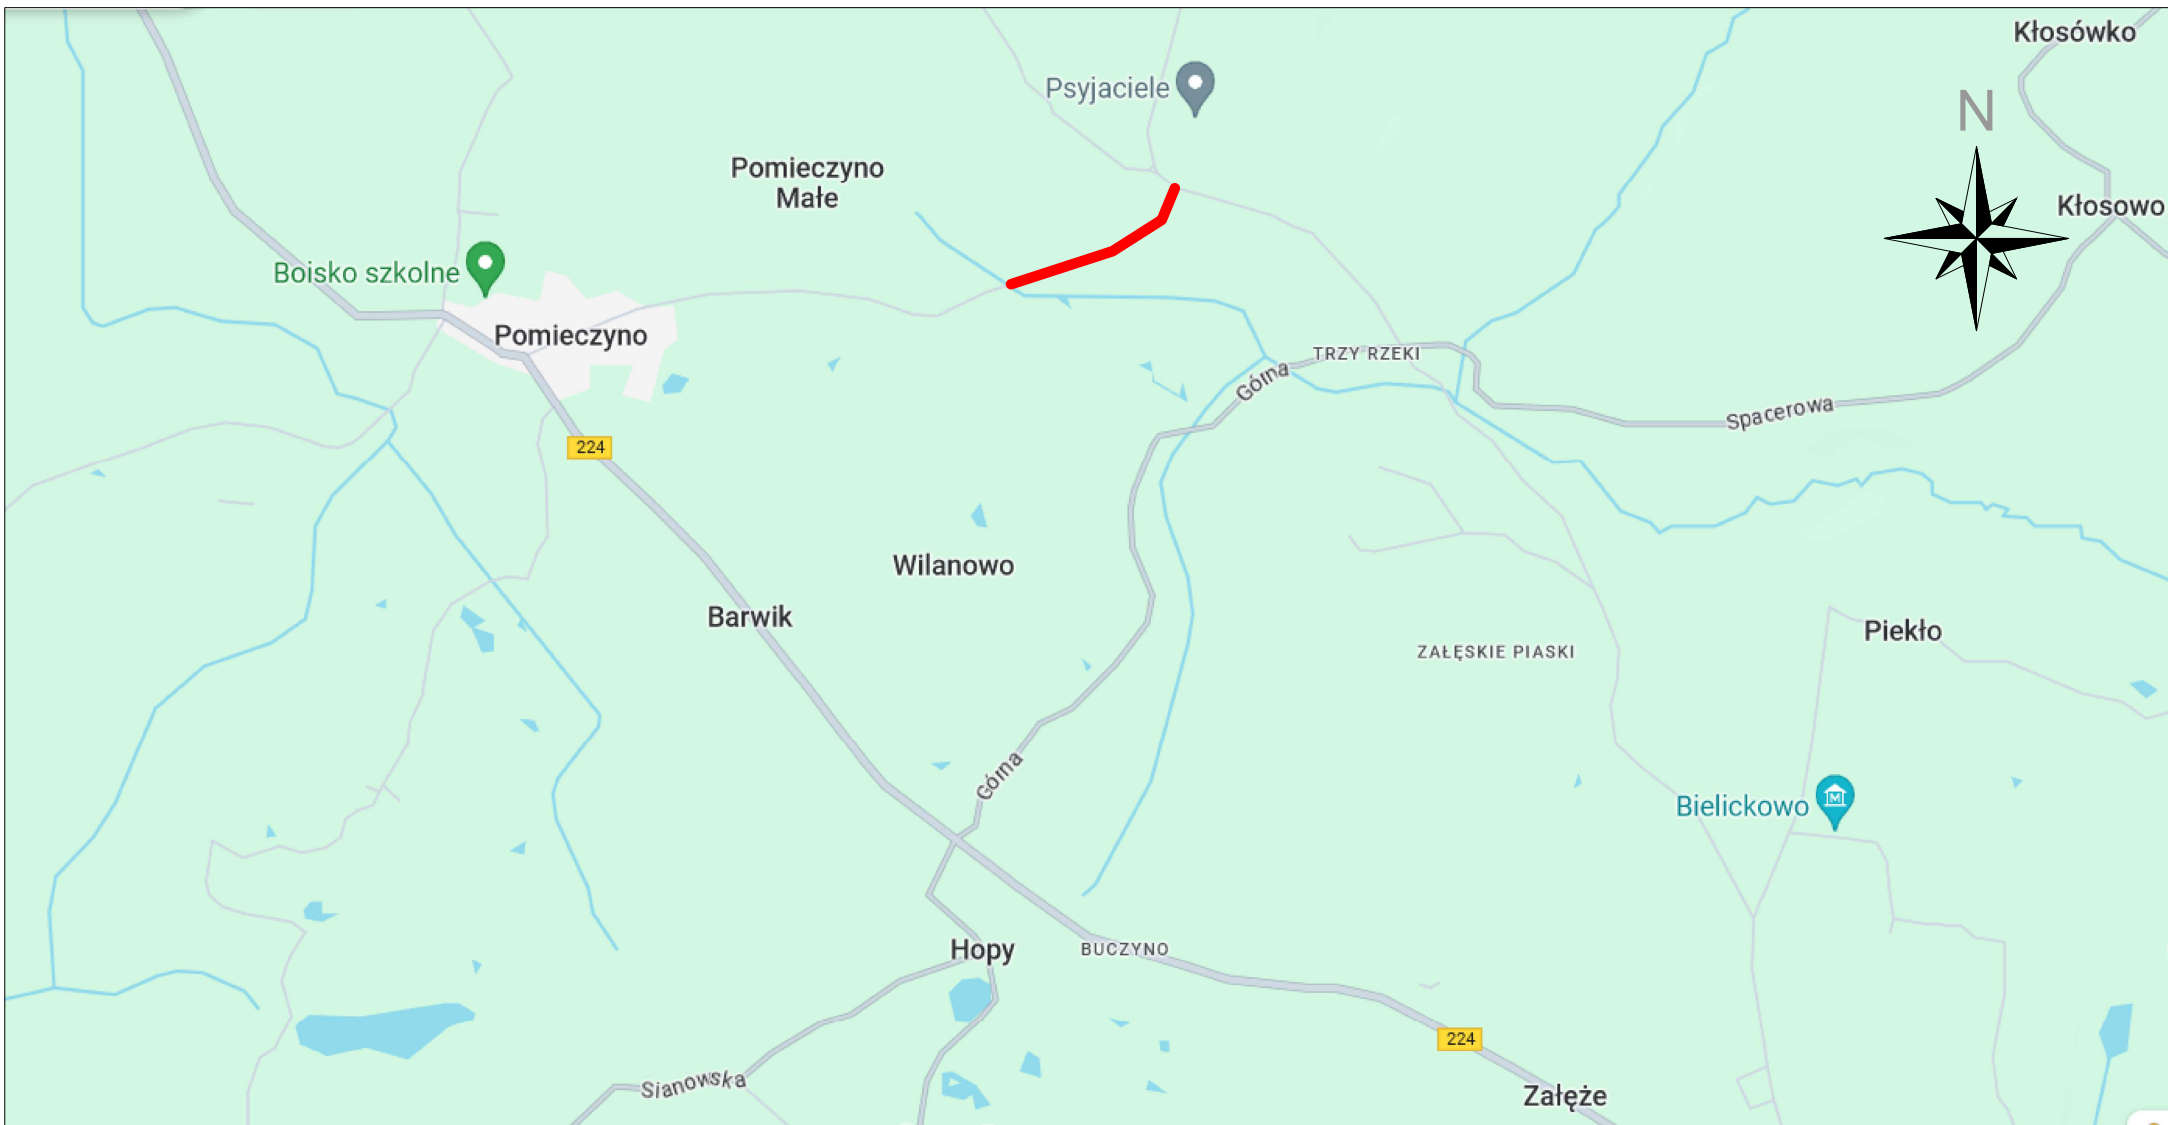 Kłosówko
Psyjaciele
N
Pomieczyno
Małe
Kłosowo
Boisko szkolne
Pomieczyno
TRZY RZEKI
Górna
Spacerowa
224
Wilanowo
Barwik
Piekło
ZAŁĘSKIE PIASKI
Górna
Bielickowo
M
Hopy
BUCZYNO
224
Sianowska
Załęże